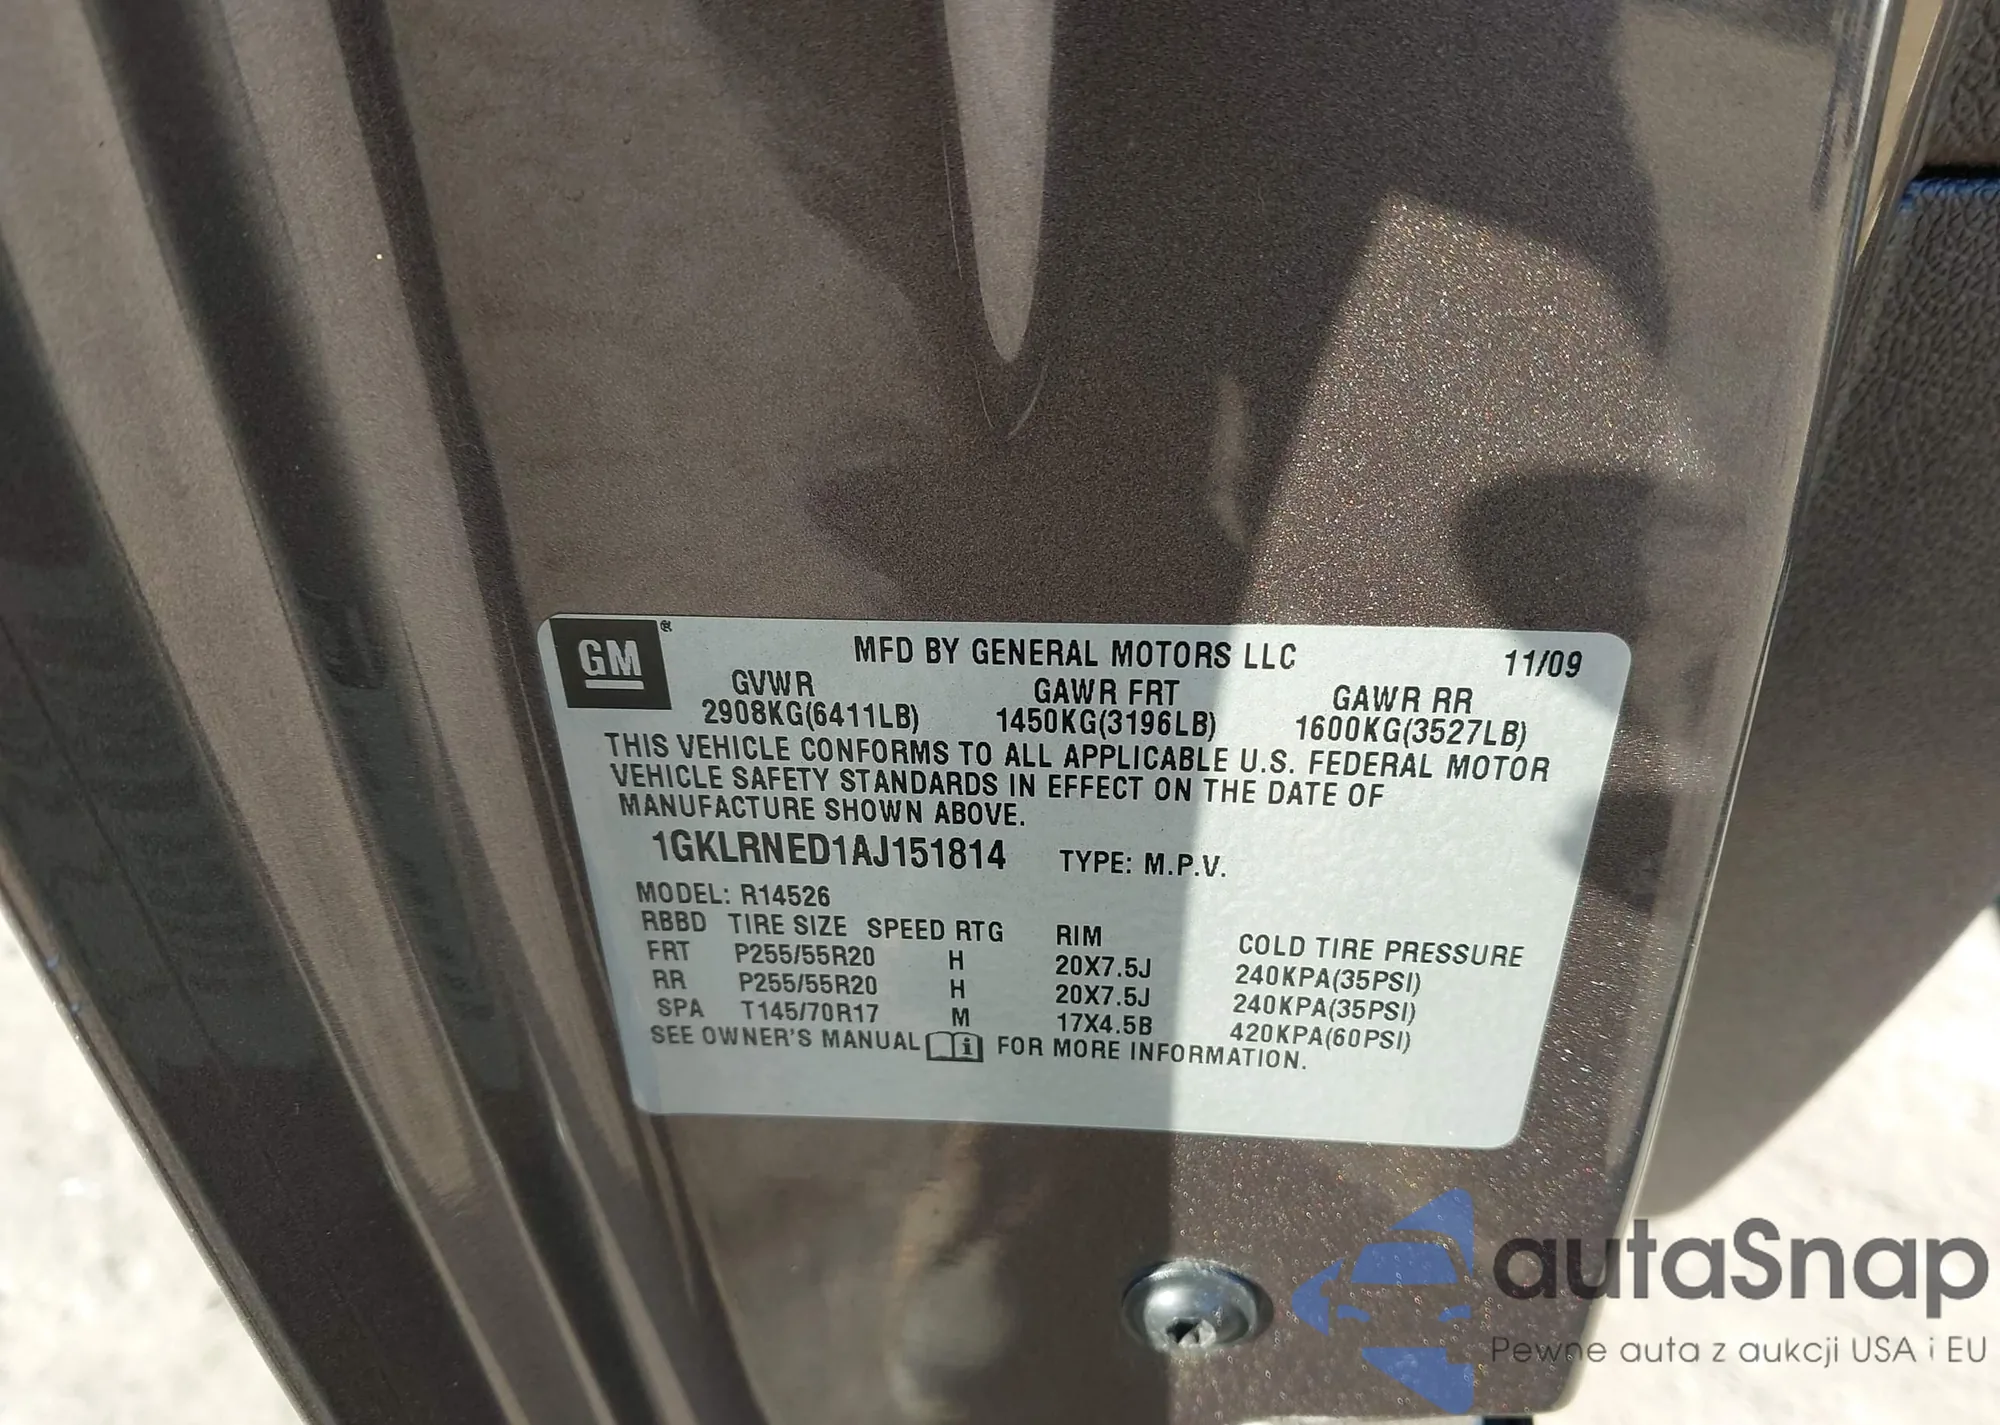 GM®
MFD BY GENERAL MOTORS LLC 11/09
GVWR GAWR FRT GAWR RR
2908KG(6411LB) 1450KG(3196LB) 1600KG(3527LB)
THIS VEHICLE CONFORMS TO ALL APPLICABLE U.S. FEDERAL MOTOR
VEHICLE SAFETY STANDARDS IN EFFECT ON THE DATE OF
MANUFACTURE SHOWN ABOVE.
1GKLRNED1AJ151814 TYPE: M.P.V.
MODEL: R14526
RBBD TIRE SIZE SPEED RTG RIM COLD TIRE PRESSURE
FRT P255/55R20 H 20X7.5J 240KPA(35PSI)
RR P255/55R20 H 20X7.5J 240KPA(35PSI)
SPA T145/70R17 M 17X4.5B 420KPA(60PSI)
SEE OWNER'S MANUAL i FOR MORE INFORMATION.
autaSnap
Pewne auta z aukcji USA i EU